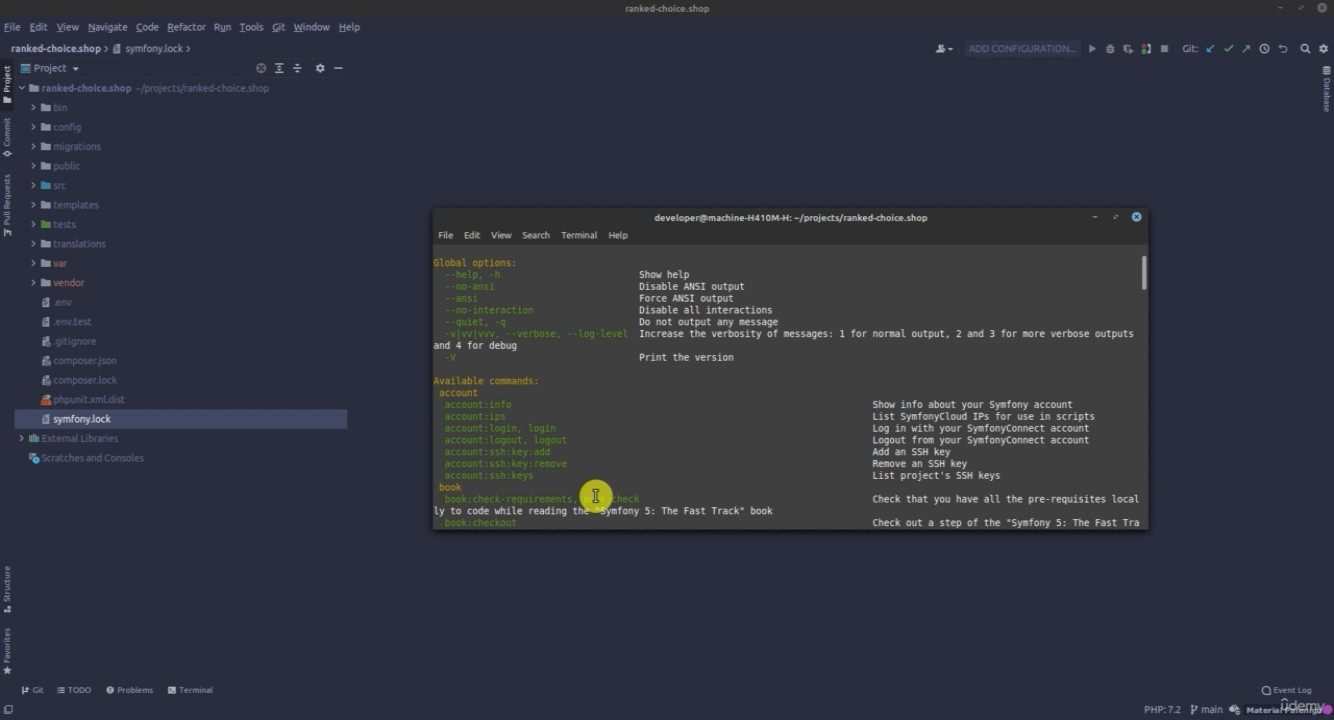 ranked-choice.shop
File Edit View Navigate Code Refactor Run Tools Git Window Help
ranked-choice.shop symfony.lock
ADD CONFIGURATION...
Git:
Project
Project
ranked-choice.shop ~/projects/ranked-choice.shop
bin
config
migrations
public
src
templates
tests
translations
var
vendor
.env
.env.test
.gitignore
composer.json
composer.lock
phpunit.xml.dist
symfony.lock
External Libraries
Scratches and Consoles
Commit
Pull Requests
Structure
Favorites
Database
developer@machine-H410M-H: ~/projects/ranked-choice.shop
File Edit View Search Terminal Help
Global options:
--help, -h Show help
--no-ansi Disable ANSI output
--ansi Force ANSI output
--no-interaction Disable all interactions
--quiet, -q Do not output any message
-v|vv|vvv, --verbose, --log-level Increase the verbosity of messages: 1 for normal output, 2 and 3 for more verbose outputs
and 4 for debug
-V Print the version
Available commands:
account
account:info Show info about your Symfony account
account:ips List SymfonyCloud IPs for use in scripts
account:login, login Log in with your SymfonyConnect account
account:logout, logout Logout from your SymfonyConnect account
account:ssh:key:add Add an SSH key
account:ssh:key:remove Remove an SSH key
account:ssh:keys List project's SSH keys
book
book:check-requirements, :check Check that you have all the pre-requisites local
ly to code while reading the "Symfony 5: The Fast Track" book
book:checkout Check out a step of the "Symfony 5: The Fast Tra
Git TODO Problems Terminal
Event Log
PHP: 7.2 main Material
udemy